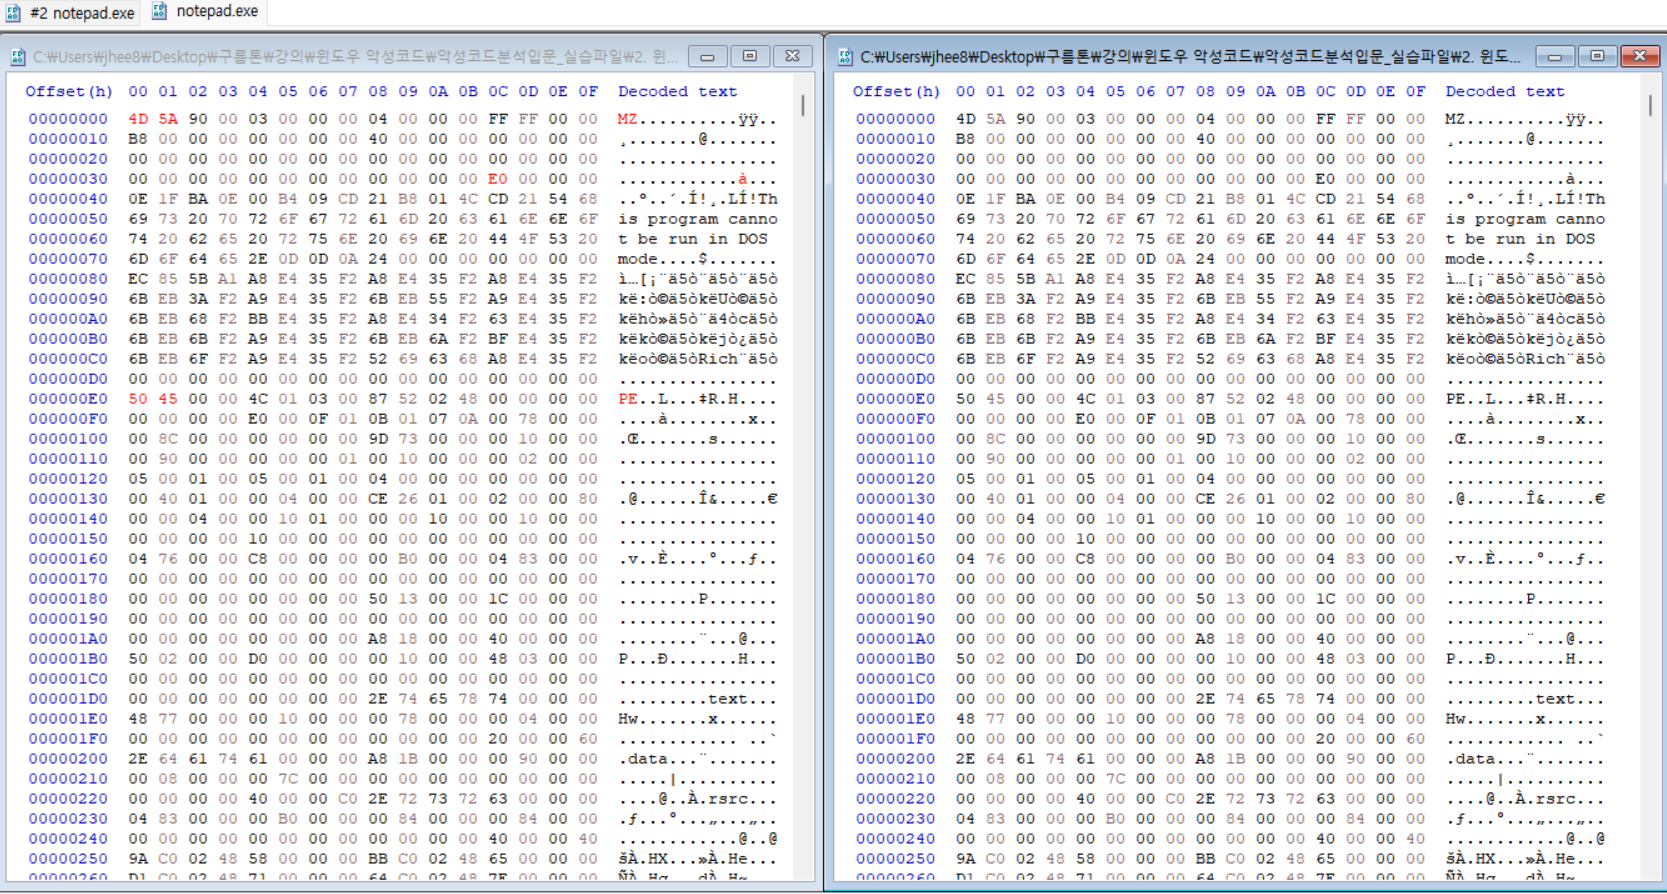 #2 notepad.exe
notepad.exe
C:₩Users₩jhee8₩Desktop₩구름톤₩강의₩윈도우 악성코드₩악성코드분석입문_실습파일₩2. 윈...
Offset(h) 00 01 02 03 04 05 06 07 08 09 0A 0B 0C 0D 0E 0F Decoded text
00000000 4D 5A 90 00 03 00 00 00 04 00 00 00 FF FF 00 00 MZ..........ÿÿ..
00000010 B8 00 00 00 00 00 00 00 40 00 00 00 00 00 00 00 ¸.......@.......
00000020 00 00 00 00 00 00 00 00 00 00 00 00 00 00 00 00 ................
00000030 00 00 00 00 00 00 00 00 00 00 00 00 E0 00 00 00 ............à...
00000040 0E 1F BA 0E 00 B4 09 CD 21 B8 01 4C CD 21 54 68 ..º..´.Í!¸.LÍ!Th
00000050 69 73 20 70 72 6F 67 72 61 6D 20 63 61 6E 6E 6F is program canno
00000060 74 20 62 65 20 72 75 6E 20 69 6E 20 44 4F 53 20 t be run in DOS
00000070 6D 6F 64 65 2E 0D 0D 0A 24 00 00 00 00 00 00 00 mode....$.......
00000080 EC 85 5B A1 A8 E4 35 F2 A8 E4 35 F2 A8 E4 35 F2 ì…[¡¨ä5ò¨ä5ò¨ä5ò
00000090 6B EB 3A F2 A9 E4 35 F2 6B EB 55 F2 A9 E4 35 F2 kë:ò©ä5òkëUò©ä5ò
000000A0 6B EB 68 F2 BB E4 35 F2 A8 E4 34 F2 63 E4 35 F2 këhò»ä5ò¨ä4òcä5ò
000000B0 6B EB 6B F2 A9 E4 35 F2 6B EB 6A F2 BF E4 35 F2 këkò©ä5òkëjò¿ä5ò
000000C0 6B EB 6F F2 A9 E4 35 F2 52 69 63 68 A8 E4 35 F2 këoò©ä5òRich¨ä5ò
000000D0 00 00 00 00 00 00 00 00 00 00 00 00 00 00 00 00 ................
000000E0 50 45 00 00 4C 01 03 00 87 52 02 48 00 00 00 00 PE..L...‡R.H....
000000F0 00 00 00 00 E0 00 0F 01 0B 01 07 0A 00 78 00 00 ....à........x..
00000100 00 8C 00 00 00 00 00 00 9D 73 00 00 00 10 00 00 .Œ.......s......
00000110 00 90 00 00 00 00 00 01 00 10 00 00 00 02 00 00 ................
00000120 05 00 01 00 05 00 01 00 04 00 00 00 00 00 00 00 ................
00000130 00 40 01 00 00 04 00 00 CE 26 01 00 02 00 00 80 .@......Î&.....€
00000140 00 00 04 00 00 10 01 00 00 00 10 00 00 10 00 00 ................
00000150 00 00 00 00 10 00 00 00 00 00 00 00 00 00 00 00 ................
00000160 04 76 00 00 C8 00 00 00 00 B0 00 00 04 83 00 00 .v..È....°...ƒ..
00000170 00 00 00 00 00 00 00 00 00 00 00 00 00 00 00 00 ................
00000180 00 00 00 00 00 00 00 00 50 13 00 00 1C 00 00 00 ........P.......
00000190 00 00 00 00 00 00 00 00 00 00 00 00 00 00 00 00 ................
000001A0 00 00 00 00 00 00 00 00 A8 18 00 00 40 00 00 00 ........¨...@...
000001B0 50 02 00 00 D0 00 00 00 00 10 00 00 48 03 00 00 P...Ð.......H...
000001C0 00 00 00 00 00 00 00 00 00 00 00 00 00 00 00 00 ................
000001D0 00 00 00 00 00 00 00 00 2E 74 65 78 74 00 00 00 .........text...
000001E0 48 77 00 00 00 10 00 00 00 78 00 00 00 04 00 00 Hw.......x......
000001F0 00 00 00 00 00 00 00 00 00 00 00 00 20 00 00 60 ............ ..`
00000200 2E 64 61 74 61 00 00 00 A8 1B 00 00 00 90 00 00 .data...¨.......
00000210 00 08 00 00 00 7C 00 00 00 00 00 00 00 00 00 00 .....|..........
00000220 00 00 00 00 40 00 00 C0 2E 72 73 72 63 00 00 00 ....@..À.rsrc...
00000230 04 83 00 00 00 B0 00 00 00 84 00 00 00 84 00 00 .ƒ...°...„...„..
00000240 00 00 00 00 00 00 00 00 00 00 00 00 40 00 00 40 ............@..@
00000250 9A C0 02 48 58 00 00 00 BB C0 02 48 65 00 00 00 šÀ.HX...»À.He...
C:₩Users₩jhee8₩Desktop₩구름톤₩강의₩윈도우 악성코드₩악성코드분석입문_실습파일₩2. 윈도...
Offset(h) 00 01 02 03 04 05 06 07 08 09 0A 0B 0C 0D 0E 0F Decoded text
00000000 4D 5A 90 00 03 00 00 00 04 00 00 00 FF FF 00 00 MZ..........ÿÿ..
00000010 B8 00 00 00 00 00 00 00 40 00 00 00 00 00 00 00 ¸.......@.......
00000020 00 00 00 00 00 00 00 00 00 00 00 00 00 00 00 00 ................
00000030 00 00 00 00 00 00 00 00 00 00 00 00 E0 00 00 00 ............à...
00000040 0E 1F BA 0E 00 B4 09 CD 21 B8 01 4C CD 21 54 68 ..º..´.Í!¸.LÍ!Th
00000050 69 73 20 70 72 6F 67 72 61 6D 20 63 61 6E 6E 6F is program canno
00000060 74 20 62 65 20 72 75 6E 20 69 6E 20 44 4F 53 20 t be run in DOS
00000070 6D 6F 64 65 2E 0D 0D 0A 24 00 00 00 00 00 00 00 mode....$.......
00000080 EC 85 5B A1 A8 E4 35 F2 A8 E4 35 F2 A8 E4 35 F2 ì…[¡¨ä5ò¨ä5ò¨ä5ò
00000090 6B EB 3A F2 A9 E4 35 F2 6B EB 55 F2 A9 E4 35 F2 kë:ò©ä5òkëUò©ä5ò
000000A0 6B EB 68 F2 BB E4 35 F2 A8 E4 34 F2 63 E4 35 F2 këhò»ä5ò¨ä4òcä5ò
000000B0 6B EB 6B F2 A9 E4 35 F2 6B EB 6A F2 BF E4 35 F2 këkò©ä5òkëjò¿ä5ò
000000C0 6B EB 6F F2 A9 E4 35 F2 52 69 63 68 A8 E4 35 F2 këoò©ä5òRich¨ä5ò
000000D0 00 00 00 00 00 00 00 00 00 00 00 00 00 00 00 00 ................
000000E0 50 45 00 00 4C 01 03 00 87 52 02 48 00 00 00 00 PE..L...‡R.H....
000000F0 00 00 00 00 E0 00 0F 01 0B 01 07 0A 00 78 00 00 ....à........x..
00000100 00 8C 00 00 00 00 00 00 9D 73 00 00 00 10 00 00 .Œ.......s......
00000110 00 90 00 00 00 00 00 01 00 10 00 00 00 02 00 00 ................
00000120 05 00 01 00 05 00 01 00 04 00 00 00 00 00 00 00 ................
00000130 00 40 01 00 00 04 00 00 CE 26 01 00 02 00 00 80 .@......Î&.....€
00000140 00 00 04 00 00 10 01 00 00 00 10 00 00 10 00 00 ................
00000150 00 00 00 00 10 00 00 00 00 00 00 00 00 00 00 00 ................
00000160 04 76 00 00 C8 00 00 00 00 B0 00 00 04 83 00 00 .v..È....°...ƒ..
00000170 00 00 00 00 00 00 00 00 00 00 00 00 00 00 00 00 ................
00000180 00 00 00 00 00 00 00 00 50 13 00 00 1C 00 00 00 ........P.......
00000190 00 00 00 00 00 00 00 00 00 00 00 00 00 00 00 00 ................
000001A0 00 00 00 00 00 00 00 00 A8 18 00 00 40 00 00 00 ........¨...@...
000001B0 50 02 00 00 D0 00 00 00 00 10 00 00 48 03 00 00 P...Ð.......H...
000001C0 00 00 00 00 00 00 00 00 00 00 00 00 00 00 00 00 ................
000001D0 00 00 00 00 00 00 00 00 2E 74 65 78 74 00 00 00 .........text...
000001E0 48 77 00 00 00 10 00 00 00 78 00 00 00 04 00 00 Hw.......x......
000001F0 00 00 00 00 00 00 00 00 00 00 00 00 20 00 00 60 ............ ..`
00000200 2E 64 61 74 61 00 00 00 A8 1B 00 00 00 90 00 00 .data...¨.......
00000210 00 08 00 00 00 7C 00 00 00 00 00 00 00 00 00 00 .....|..........
00000220 00 00 00 00 40 00 00 C0 2E 72 73 72 63 00 00 00 ....@..À.rsrc...
00000230 04 83 00 00 00 B0 00 00 00 84 00 00 00 84 00 00 .ƒ...°...„...„..
00000240 00 00 00 00 00 00 00 00 00 00 00 00 40 00 00 40 ............@..@
00000250 9A C0 02 48 58 00 00 00 BB C0 02 48 65 00 00 00 šÀ.HX...»À.He...